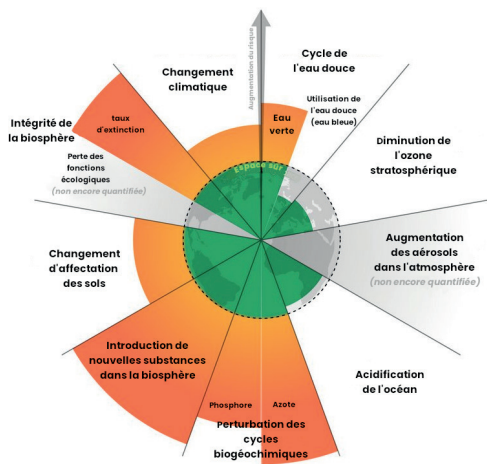 Augmentation du risque
Changement
climatique
Cycle de
l'eau douce
Utilisation de
l'eau douce
(eau bleue)
Eau
verte
Intégrité de
la biosphère
taux
d'extinction
Perte des
fonctions
écologiques
(non encore quantifiée)
Espace sûr
Diminution de
l'ozone
stratosphérique
Augmentation
des aérosols
dans l'atmosphère
(non encore quantifiée)
Changement
d'affectation
des sols
Introduction de
nouvelles substances
dans la biosphère
Acidification
de l'océan
Phosphore
Azote
Perturbation des
cycles
biogéochimiques